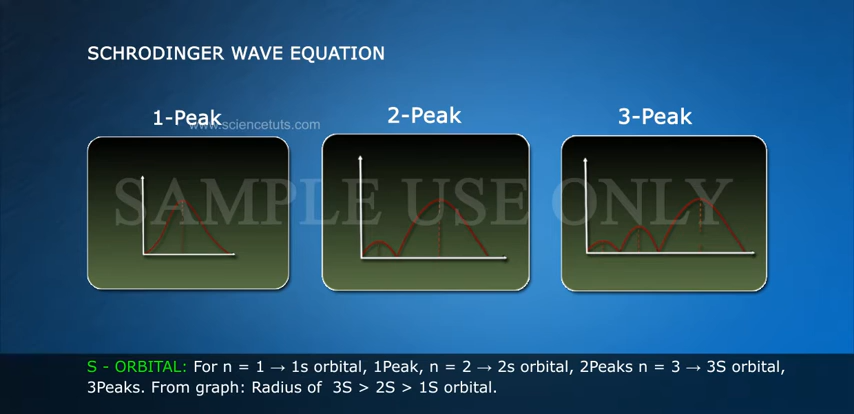 SCHRODINGER WAVE EQUATION
1-Peak
2-Peak
3-Peak
www.sciencetuts.com
SAMPLE USE ONLY
S - ORBITAL: For n = 1 → 1s orbital, 1Peak, n = 2 → 2s orbital, 2Peaks n = 3 → 3S orbital,
3Peaks. From graph: Radius of 3S > 2S > 1S orbital.